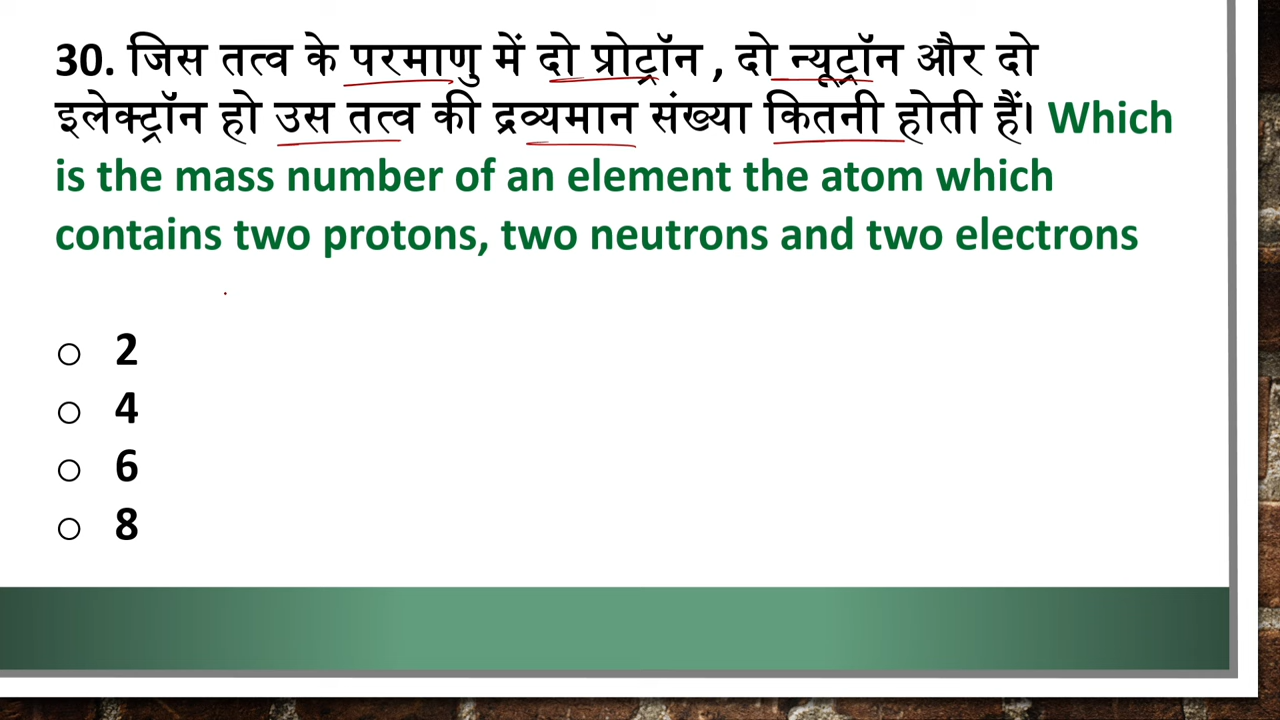 30. जिस तत्व के परमाणु में दो प्रोट्रॉन , दो न्यूट्रॉन और दो
इलेक्ट्रॉन हो उस तत्व की द्रव्यमान संख्या कितनी होती हैं। Which
is the mass number of an element the atom which
contains two protons, two neutrons and two electrons
2
4
6
8